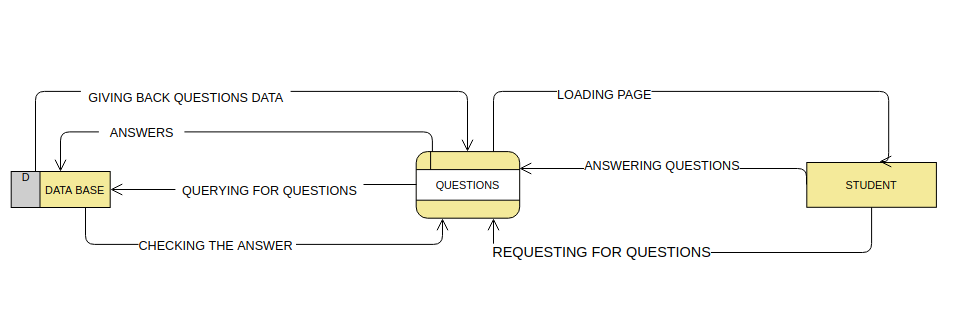 GIVING BACK QUESTIONS DATA
LOADING PAGE
ANSWERS
ANSWERING QUESTIONS
D
DATA BASE
QUERYING FOR QUESTIONS
QUESTIONS
STUDENT
CHECKING THE ANSWER
REQUESTING FOR QUESTIONS